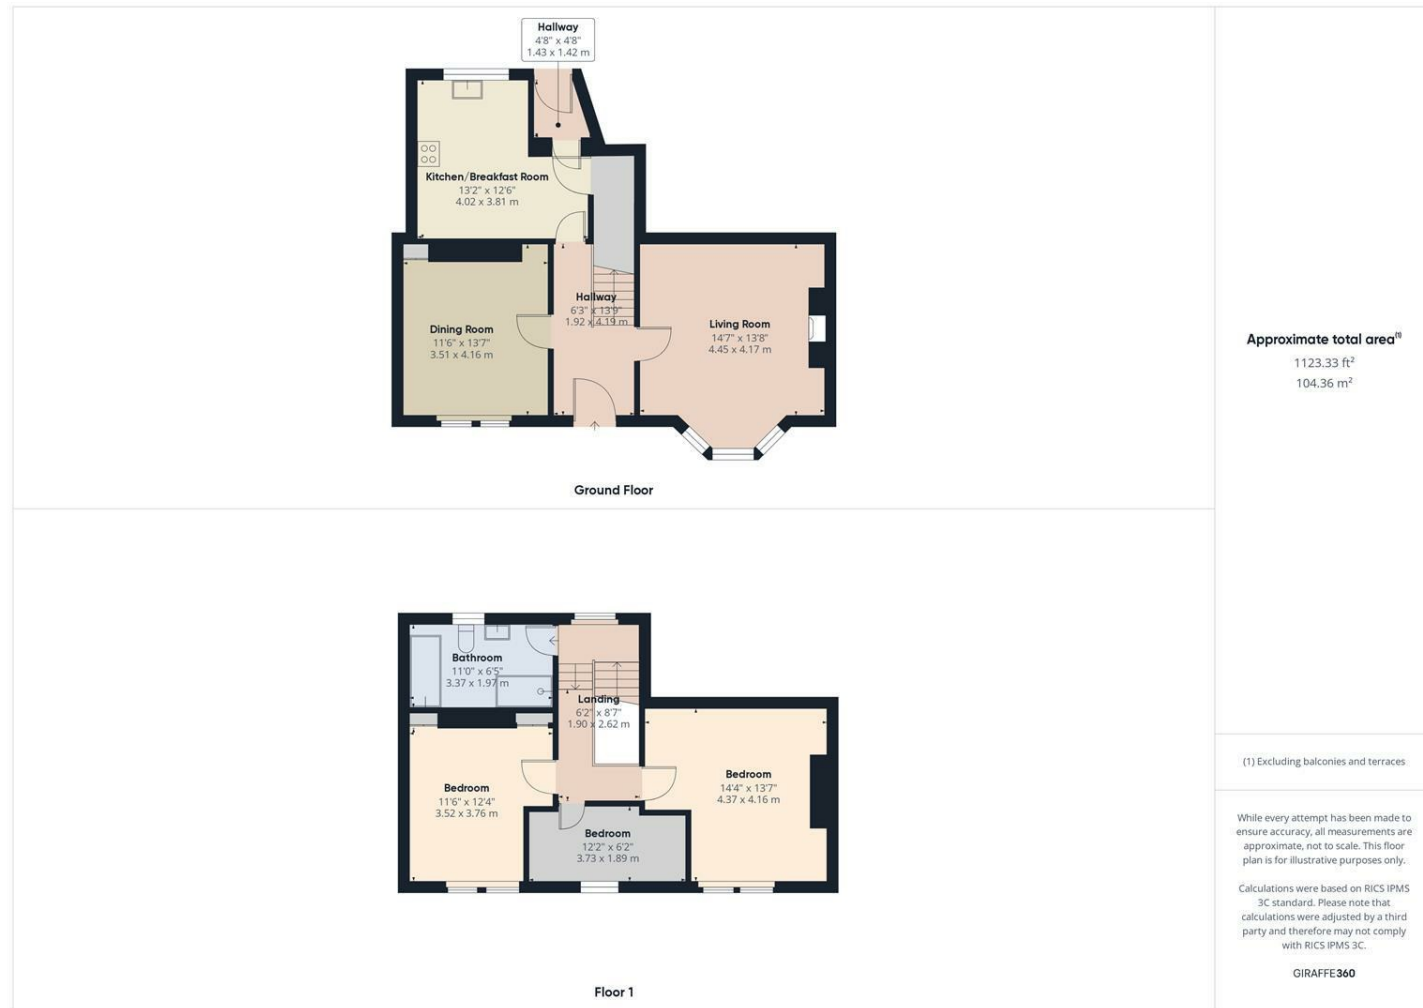 Hallway
4'8" x 4'8"
1.43 x 1.42 m
Kitchen/Breakfast Room
13'2" x 12'6"
4.02 x 3.81 m
Hallway
6'3" x 13'9"
1.92 x 4.19 m
Dining Room
11'6" x 13'7"
3.51 x 4.16 m
Living Room
14'7" x 13'8"
4.45 x 4.17 m
Ground Floor
Bathroom
11'0" x 6'5"
3.37 x 1.97 m
Landing
6'2" x 8'7"
1.90 x 2.62 m
Bedroom
11'6" x 12'4"
3.52 x 3.76 m
Bedroom
14'4" x 13'7"
4.37 x 4.16 m
Bedroom
12'2" x 6'2"
3.73 x 1.89 m
Floor 1
Approximate total area⁽¹⁾
1123.33 ft²
104.36 m²
(1) Excluding balconies and terraces
While every attempt has been made to
ensure accuracy, all measurements are
approximate, not to scale. This floor
plan is for illustrative purposes only.
Calculations were based on RICS IPMS
3C standard. Please note that
calculations were adjusted by a third
party and therefore may not comply
with RICS IPMS 3C.
GIRAFFE360